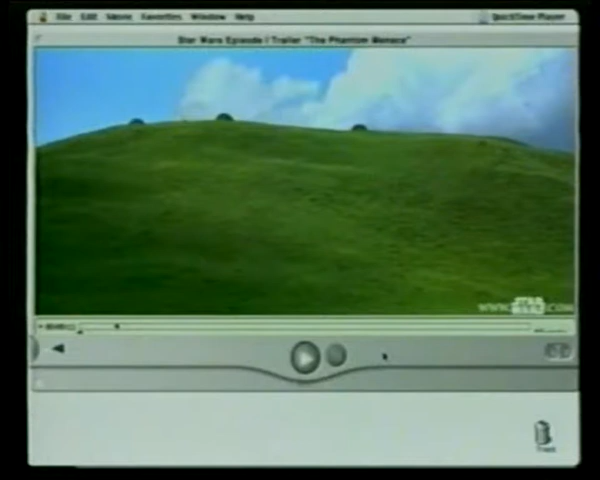 File Edit Movie Favorites Window Help QuickTime Player
Star Wars Episode I Trailer "The Phantom Menace"
Trash